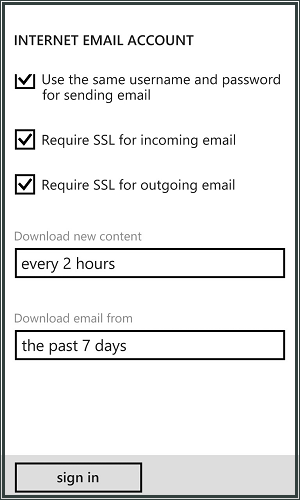 INTERNET EMAIL ACCOUNT
Use the same username and password
for sending email
Require SSL for incoming email
Require SSL for outgoing email
Download new content
every 2 hours
Download email from
the past 7 days
sign in